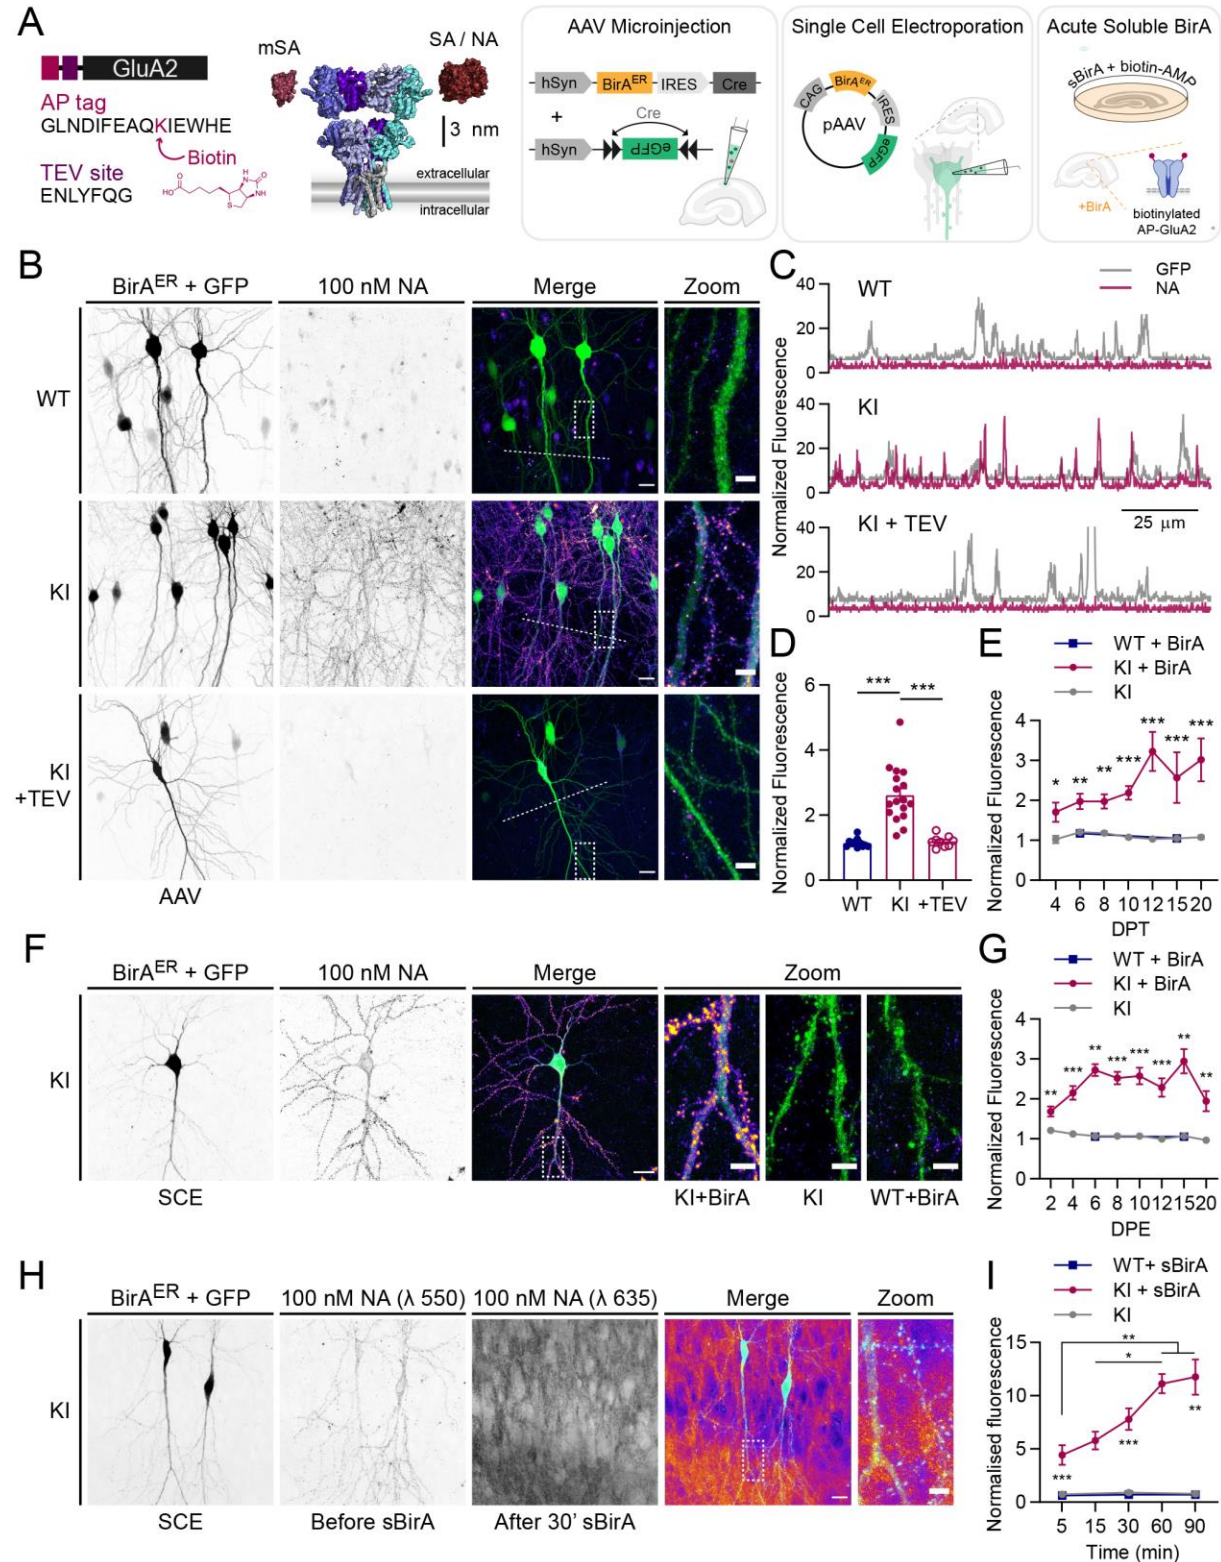 A
GluA2
AP tag
GLNDIFEAQKIEWHE
Biotin
TEV site
ENLYFQG
HO
O
O
HN
NH
S
mSA
SA / NA
3 nm
extracellular
intracellular
AAV Microinjection
hSyn BirA^ER IRES Cre
+
Cre
hSyn eGFP
Single Cell Electroporation
CAG BirA^ER IRES eGFP
pAAV
Acute Soluble BirA
sBirA + biotin-AMP
+BirA
biotinylated
AP-GluA2
B
BirA^ER + GFP 100 nM NA Merge Zoom
WT
KI
KI
+TEV
AAV
C
GFP
NA
WT
KI
KI + TEV
Normalized Fluorescence
40
20
0
40
20
0
40
20
0
25 μm
D
Normalized Fluorescence
6
4
2
0
*** ***
WT KI +TEV
E
WT + BirA
KI + BirA
KI
Normalized Fluorescence
4
3
2
1
0
* ** ** *** *** *** ***
4 6 8 10 12 15 20
DPT
F
BirA^ER + GFP 100 nM NA Merge Zoom
KI
SCE
KI+BirA KI WT+BirA
G
WT + BirA
KI + BirA
KI
Normalized Fluorescence
4
3
2
1
0
** *** ** *** *** *** ** **
2 4 6 8 10 12 15 20
DPE
H
BirA^ER + GFP 100 nM NA (λ 550) 100 nM NA (λ 635) Merge Zoom
KI
SCE Before sBirA After 30' sBirA
I
WT+ sBirA
KI + sBirA
KI
Normalised fluorescence
15
10
5
0
**
*
*** *** **
5 15 30 60 90
Time (min)